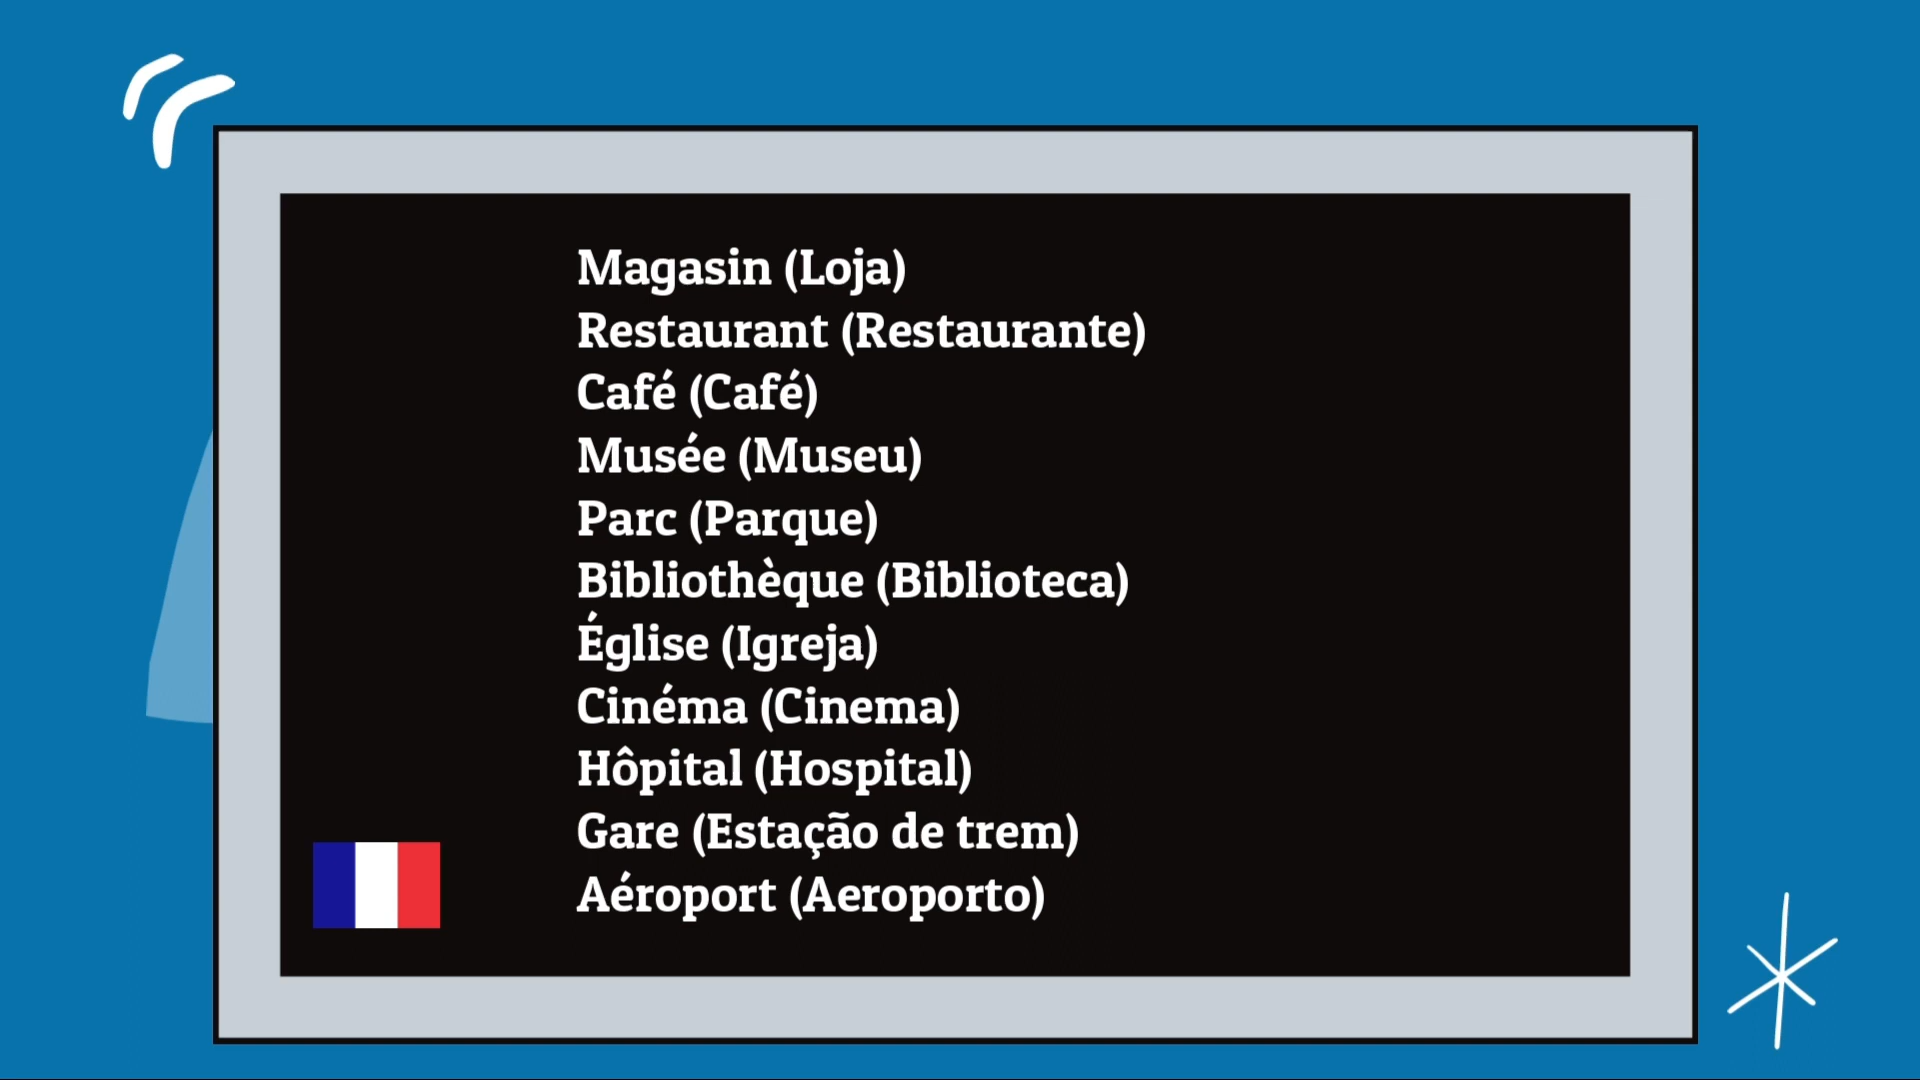 Magasin (Loja)
Restaurant (Restaurante)
Café (Café)
Musée (Museu)
Parc (Parque)
Bibliothèque (Biblioteca)
Église (Igreja)
Cinéma (Cinema)
Hôpital (Hospital)
Gare (Estação de trem)
Aéroport (Aeroporto)